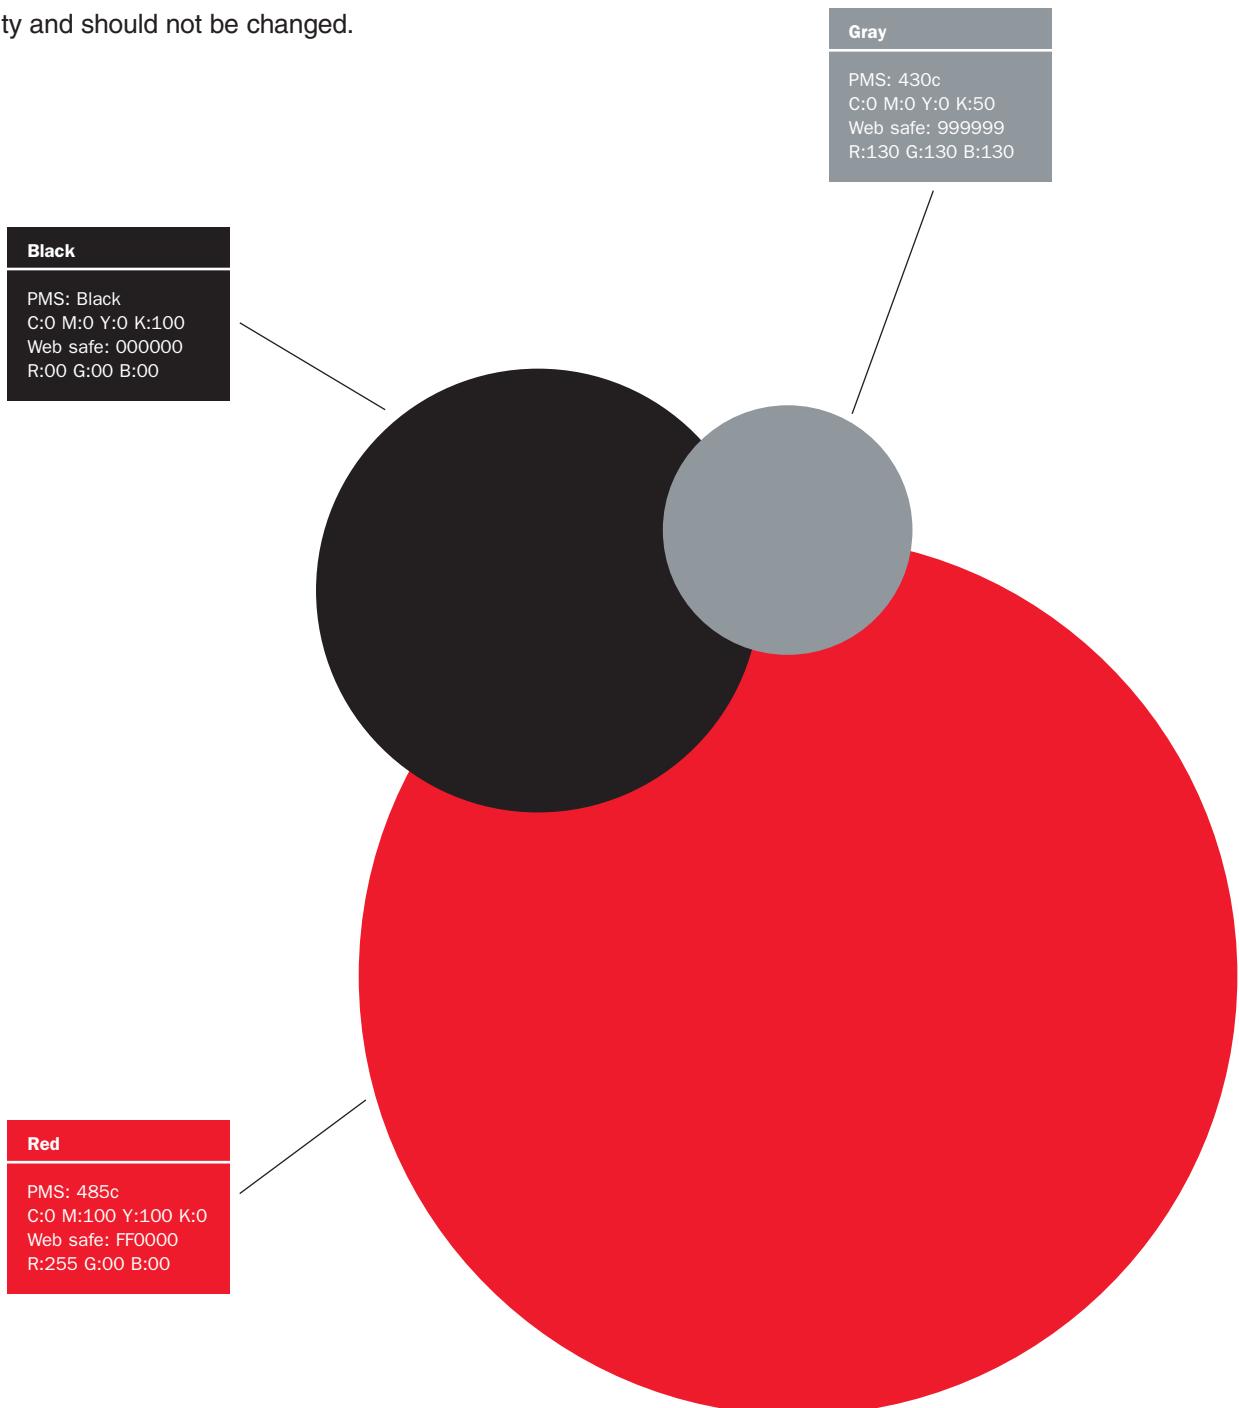 ty and should not be changed.
Gray
PMS: 430c
C:0 M:0 Y:0 K:50
Web safe: 999999
R:130 G:130 B:130
Black
PMS: Black
C:0 M:0 Y:0 K:100
Web safe: 000000
R:00 G:00 B:00
Red
PMS: 485c
C:0 M:100 Y:100 K:0
Web safe: FF0000
R:255 G:00 B:00